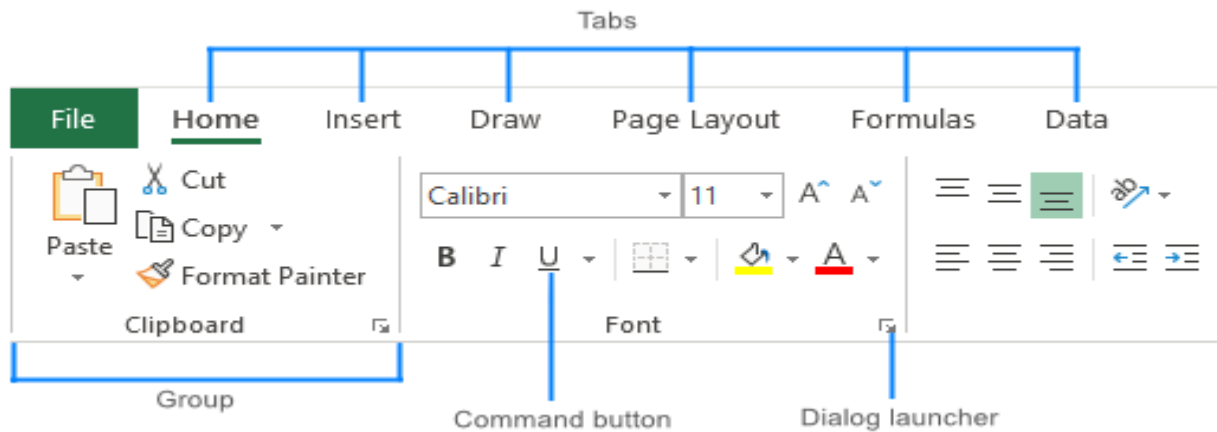 Tabs
File Home Insert Draw Page Layout Formulas Data
Cut
Calibri 11 A A
Copy
Paste
B I U A
Format Painter
Clipboard Font
Group
Command button Dialog launcher